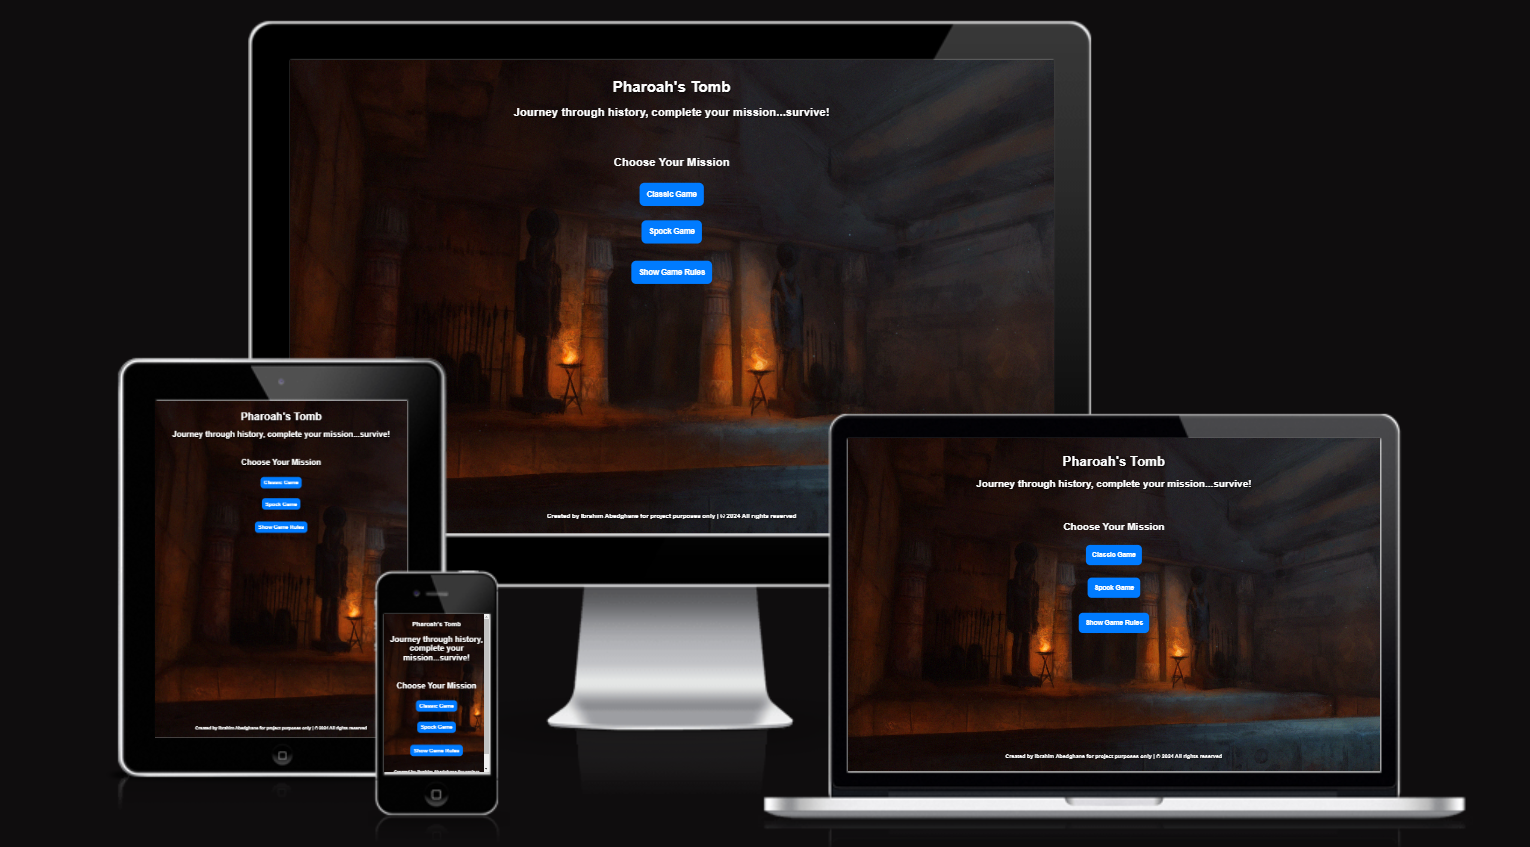 Pharoah's Tomb
Journey through history, complete your mission...survive!
Choose Your Mission
Classic Game
Spock Game
Show Game Rules
Created by Ibrahim Abedghane for project purposes only | © 2024 All rights reserved
Pharoah's Tomb
Journey through history, complete your mission...survive!
Choose Your Mission
Classic Game
Spock Game
Show Game Rules
Created by Ibrahim Abedghane for project purposes only | © 2024 All rights reserved
Pharoah's Tomb
Journey through history,
complete your
mission...survive!
Choose Your Mission
Classic Game
Spock Game
Show Game Rules
Pharoah's Tomb
Journey through history, complete your mission...survive!
Choose Your Mission
Classic Game
Spock Game
Show Game Rules
Created by Ibrahim Abedghane for project purposes only | © 2024 All rights reserved